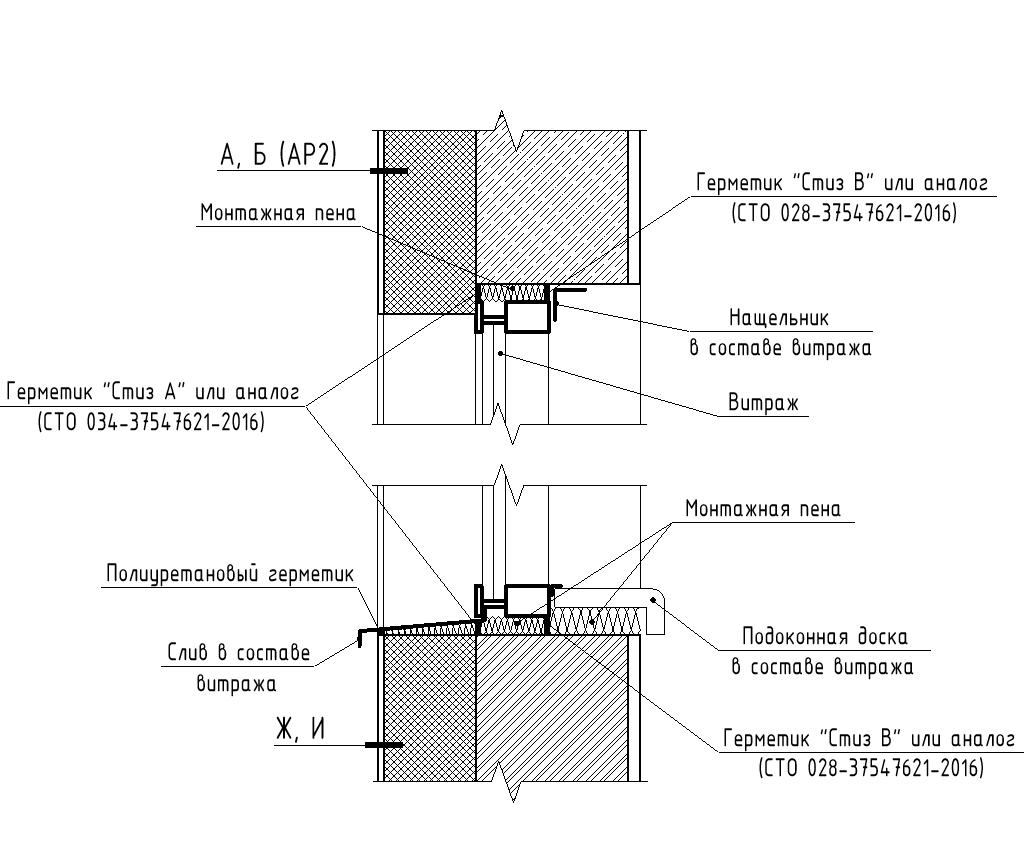 А, Б (АР2)
Монтажная пена
Герметик "Стиз В" или аналог
(СТО 028-37547621-2016)
Нащельник
в составе витража
Герметик "Стиз А" или аналог
(СТО 034-37547621-2016)
Витраж
Монтажная пена
Полиуретановый герметик
Слив в составе
витража
Подоконная доска
в составе витража
Ж, И
Герметик "Стиз В" или аналог
(СТО 028-37547621-2016)